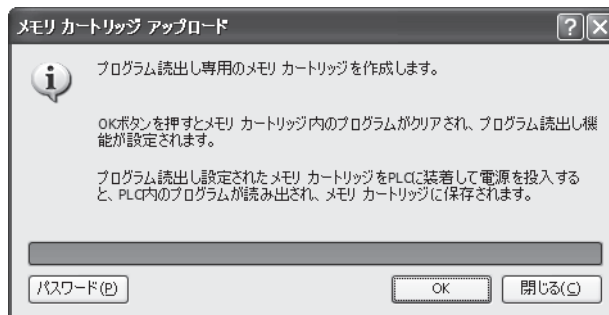 メモリ カートリッジ アップロード
プログラム読出し専用のメモリ カートリッジを作成します。
OKボタンを押すとメモリ カートリッジ内のプログラムがクリアされ、プログラム読出し機
能が設定されます。
プログラム読出し設定されたメモリ カートリッジをPLCに装着して電源を投入する
と、PLC内のプログラムが読み出され、メモリ カートリッジに保存されます。
パスワード(P)
OK
閉じる(C)